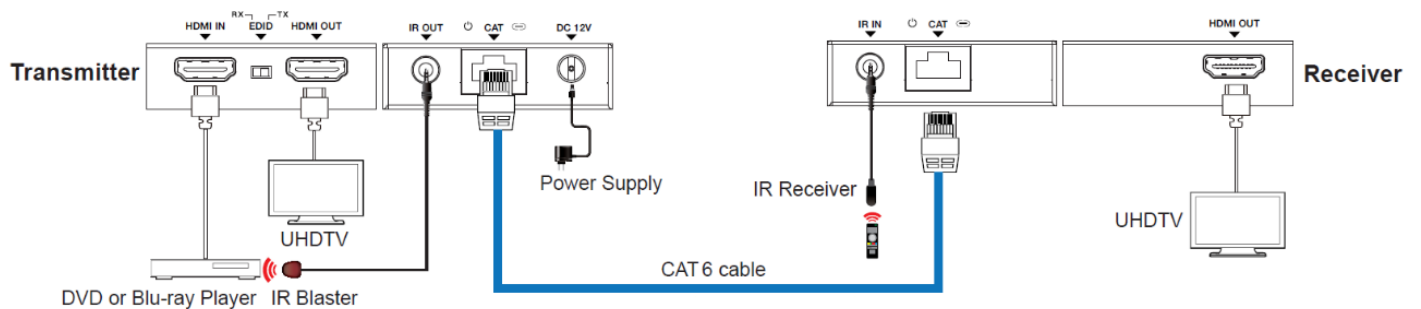 RX TX
HDMI IN EDID HDMI OUT
IR OUT CAT DC 12V
IR IN CAT
HDMI OUT
Transmitter
Receiver
Power Supply
IR Receiver
UHDTV
UHDTV
CAT 6 cable
DVD or Blu-ray Player IR Blaster